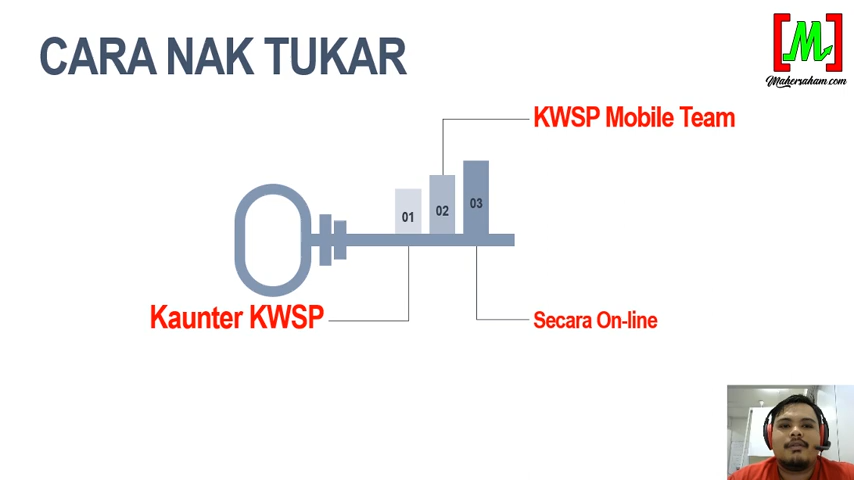 CARA NAK TUKAR
M
Mahersaham.com
KWSP Mobile Team
01
02
03
Kaunter KWSP
Secara On-line